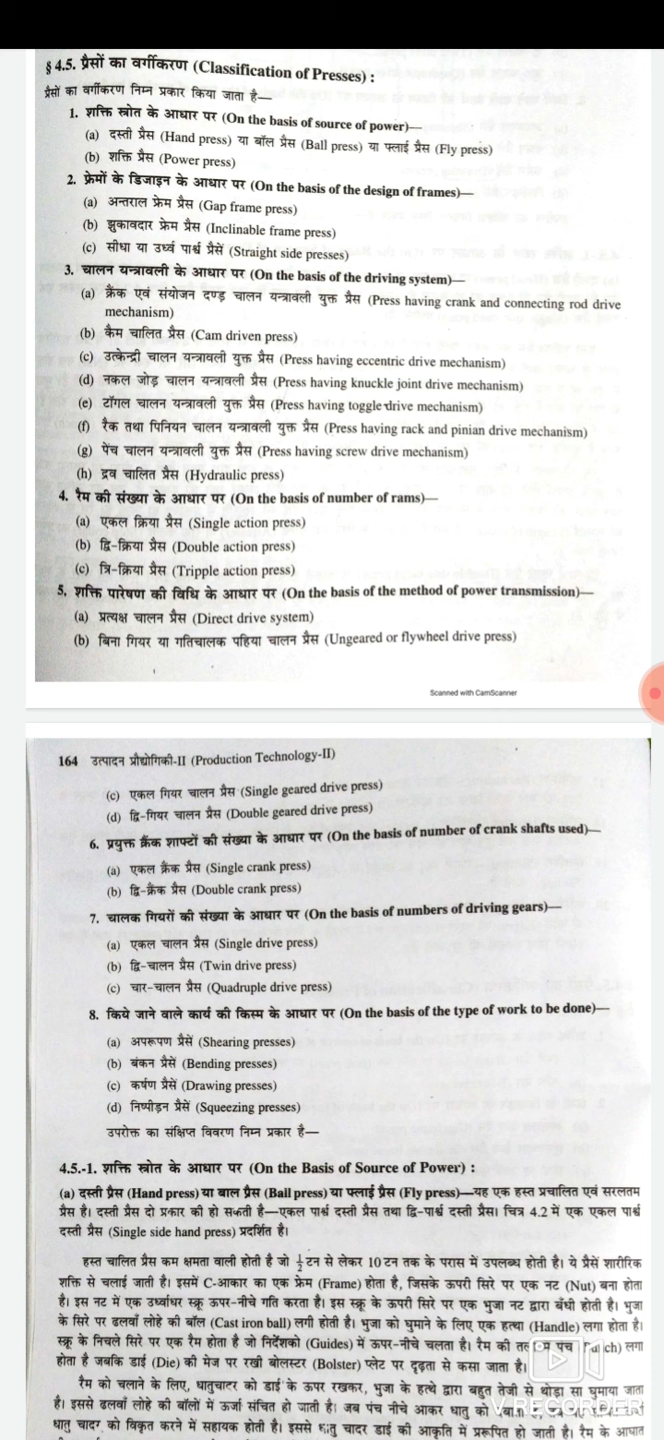 § 4.5. प्रैसों का वर्गीकरण (Classification of Presses) :
प्रैसों का वर्गीकरण निम्न प्रकार किया जाता है—
1. शक्ति स्त्रोत के आधार पर (On the basis of source of power)—
(a) दस्ती प्रैस (Hand press) या बॉल प्रैस (Ball press) या फ्लाई प्रैस (Fly press)
(b) शक्ति प्रैस (Power press)
2. फ्रेमों के डिजाइन के आधार पर (On the basis of the design of frames)—
(a) अन्तराल फ्रेम प्रैस (Gap frame press)
(b) झुकावदार फ्रेम प्रैस (Inclinable frame press)
(c) सीधा या उर्ध्व पार्श्व प्रैसें (Straight side presses)
3. चालन यन्त्रावली के आधार पर (On the basis of the driving system)—
(a) क्रैंक एवं संयोजन दण्ड़ चालन यन्त्रावली युक्त प्रैस (Press having crank and connecting rod drive
mechanism)
(b) कैम चालित प्रैस (Cam driven press)
(c) उत्केन्द्री चालन यन्त्रावली युक्त प्रैस (Press having eccentric drive mechanism)
(d) नकल जोड़ चालन यन्त्रावली प्रैस (Press having knuckle joint drive mechanism)
(e) टॉगल चालन यन्त्रावली युक्त प्रैस (Press having toggle drive mechanism)
(f) रैक तथा पिनियन चालन यन्त्रावली युक्त प्रैस (Press having rack and pinian drive mechanism)
(g) पेंच चालन यन्त्रावली युक्त प्रैस (Press having screw drive mechanism)
(h) द्रव चालित प्रैस (Hydraulic press)
4. रैम की संख्या के आधार पर (On the basis of number of rams)—
(a) एकल क्रिया प्रैस (Single action press)
(b) द्वि-क्रिया प्रैस (Double action press)
(c) त्रि-क्रिया प्रैस (Tripple action press)
5. शक्ति पारेषण की विधि के आधार पर (On the basis of the method of power transmission)—
(a) प्रत्यक्ष चालन प्रैस (Direct drive system)
(b) बिना गियर या गतिचालक पहिया चालन प्रैस (Ungeared or flywheel drive press)
Scanned with CamScanner
164 उत्पादन प्रौद्योगिकी-II (Production Technology-II)
(c) एकल गियर चालन प्रैस (Single geared drive press)
(d) द्वि-गियर चालन प्रैस (Double geared drive press)
6. प्रयुक्त क्रैंक शाफ्टों की संख्या के आधार पर (On the basis of number of crank shafts used)—
(a) एकल क्रैंक प्रैस (Single crank press)
(b) द्वि-क्रैंक प्रैस (Double crank press)
7. चालक गियरों की संख्या के आधार पर (On the basis of numbers of driving gears)—
(a) एकल चालन प्रैस (Single drive press)
(b) द्वि-चालन प्रैस (Twin drive press)
(c) चार-चालन प्रैस (Quadruple drive press)
8. किये जाने वाले कार्य की किस्म के आधार पर (On the basis of the type of work to be done)—
(a) अपरूपण प्रैसें (Shearing presses)
(b) बंकन प्रैसें (Bending presses)
(c) कर्षण प्रैसें (Drawing presses)
(d) निष्पीड़न प्रैसें (Squeezing presses)
उपरोक्त का संक्षिप्त विवरण निम्न प्रकार है—
4.5.-1. शक्ति स्त्रोत के आधार पर (On the Basis of Source of Power) :
(a) दस्ती प्रैस (Hand press) या बाल प्रैस (Ball press) या फ्लाई प्रैस (Fly press)—यह एक हस्त प्रचालित एवं सरलतम
प्रैस है। दस्ती प्रैस दो प्रकार की हो सकती है—एकल पार्श्व दस्ती प्रैस तथा द्वि-पार्श्व दस्ती प्रैस। चित्र 4.2 में एक एकल पार्श्व
दस्ती प्रैस (Single side hand press) प्रदर्शित है।
हस्त चालित प्रैस कम क्षमता वाली होती है जो ½ टन से लेकर 10 टन तक के परास में उपलब्ध होती है। ये प्रैसें शारीरिक
शक्ति से चलाई जाती है। इसमें C-आकार का एक फ्रेम (Frame) होता है, जिसके ऊपरी सिरे पर एक नट (Nut) बना होता
है। इस नट में एक उर्ध्वाधर स्क्रू ऊपर-नीचे गति करता है। इस स्क्रू के ऊपरी सिरे पर एक भुजा नट द्वारा बँधी होती है। भुजा
के सिरे पर ढलवाँ लोहे की बॉल (Cast iron ball) लगी होती है। भुजा को घुमाने के लिए एक हत्था (Handle) लगा होता है।
स्क्रू के निचले सिरे पर एक रैम होता है जो निर्देशको (Guides) में ऊपर-नीचे चलता है। रैम की पंच लगा
होता है जबकि डाई (Die) की मेज पर रखी बोलस्टर (Bolster) प्लेट पर दृढ़ता से कसा जाता है।
रैम को चलाने के लिए, धातुचादर को डाई के ऊपर रखकर, भुजा के हत्थे द्वारा बहुत तेजी से थोड़ा सा घुमाया जाता
है। इससे ढलवाँ लोहे की बॉलों में ऊर्जा संचित हो जाती है। जब पंच नीचे आकर धातु को
धातु चादर को विकृत करने में सहायक होती है। इससे धातु चादर डाई की आकृति में प्ररूपित हो जाती है। रैम के आघात
V RECORDER